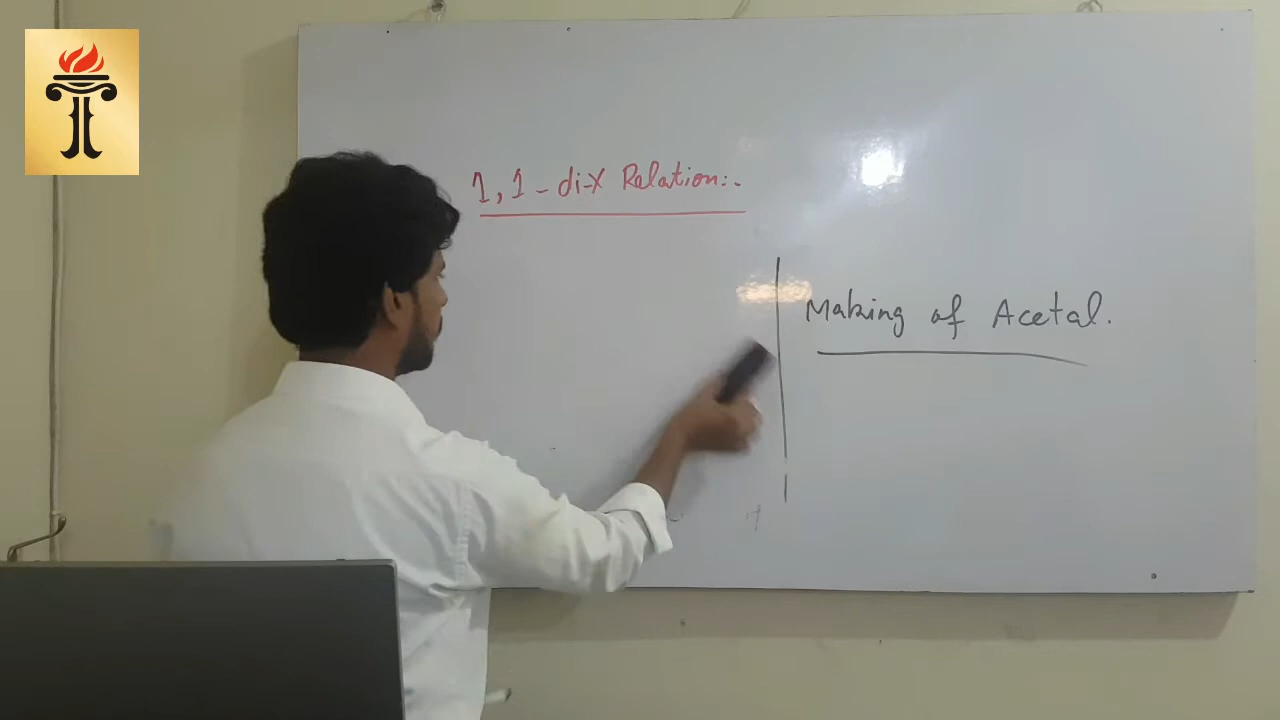 1, 1 - di-X Relation:-
Making of Acetal.